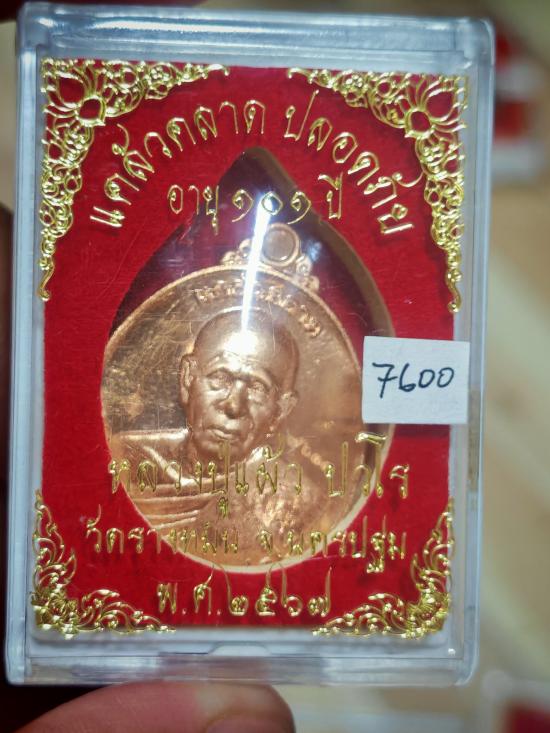 แคล้วคลาด ปลอดภัย
อายุ ๑๐๑ ปี
7600
หลวงปู่แผ้ว ปวโร
วัดรางหมัน จ.นครปฐม
พ.ศ.๒๕๖๗